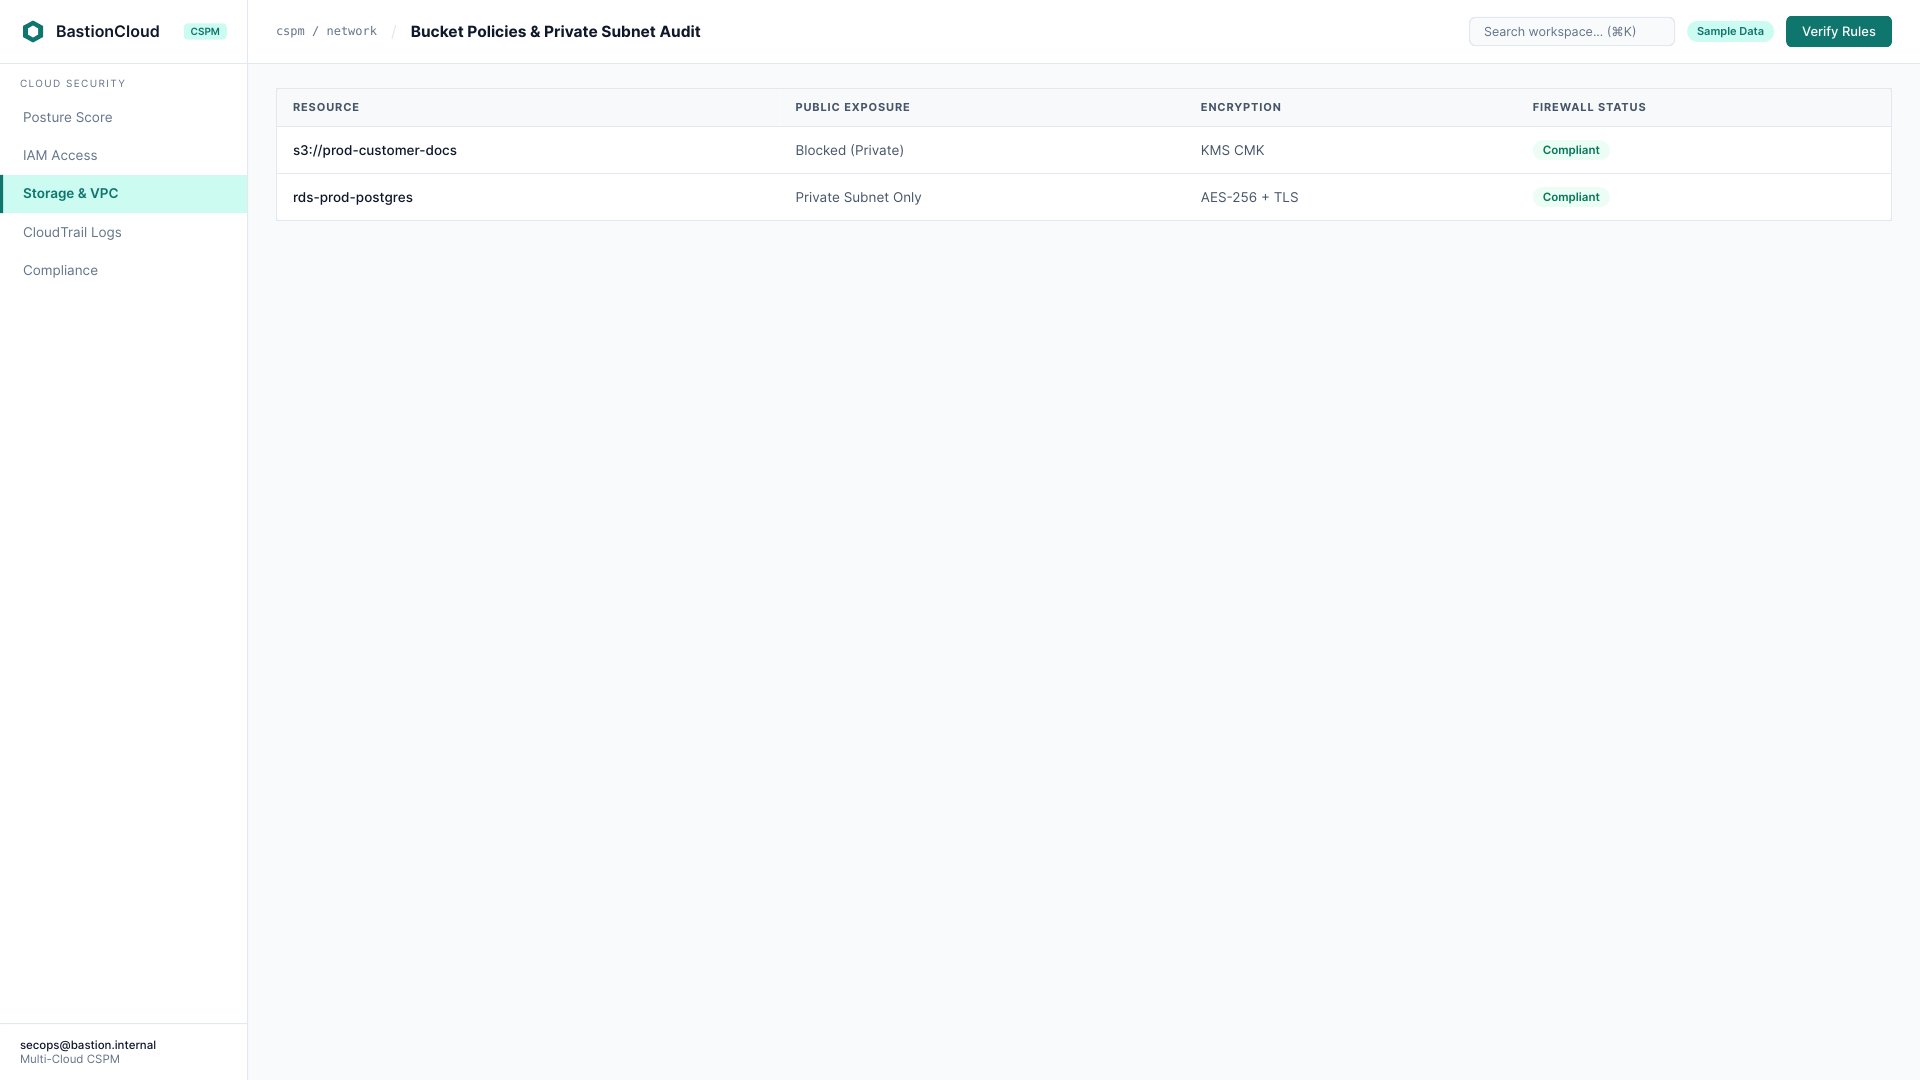 BastionCloud CSPM
CLOUD SECURITY
Posture Score
IAM Access
Storage & VPC
CloudTrail Logs
Compliance
secops@bastion.internal
Multi-Cloud CSPM
cspm / network / Bucket Policies & Private Subnet Audit
Search workspace... (⌘K) Sample Data Verify Rules
RESOURCE PUBLIC EXPOSURE ENCRYPTION FIREWALL STATUS
s3://prod-customer-docs Blocked (Private) KMS CMK Compliant
rds-prod-postgres Private Subnet Only AES-256 + TLS Compliant